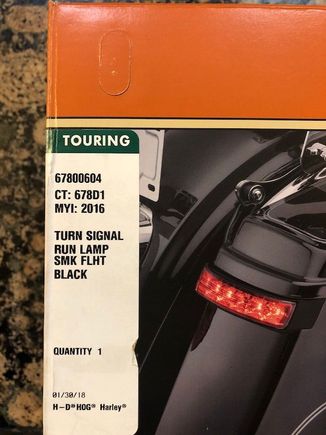 TOURING
67800604
CT: 678D1
MYI: 2016
TURN SIGNAL
RUN LAMP
SMK FLHT
BLACK
QUANTITY 1
01/30/18
H-D®HOG® Harley®